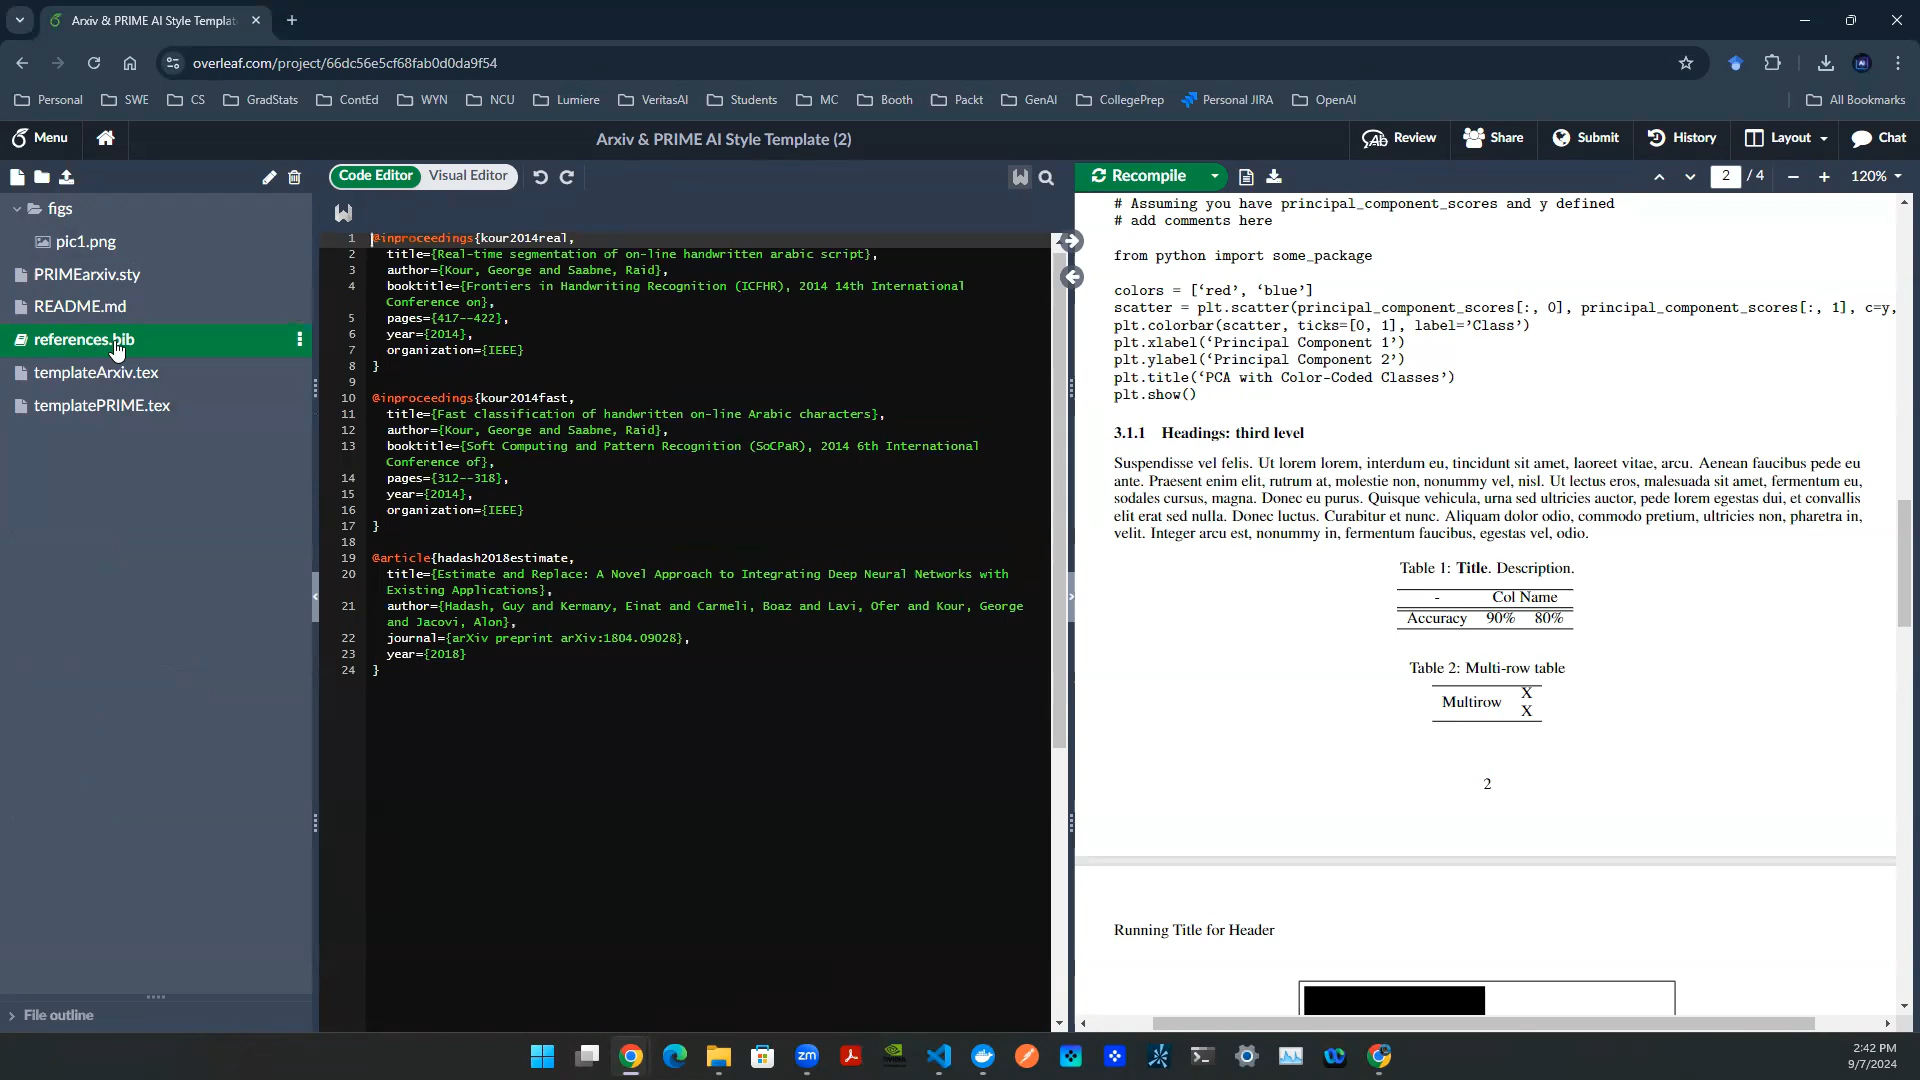 Arxiv & PRIME AI Style Templat
overleaf.com/project/66dc56e5cf68fab0d0da9f54
Personal SWE CS GradStats ContEd WYN NCU Lumiere VeritasAI Students MC Booth Packt GenAI CollegePrep Personal JIRA OpenAI All Bookmarks
Menu Arxiv & PRIME AI Style Template (2) Review Share Submit History Layout Chat
Code Editor Visual Editor Recompile 2 / 4 120%
figs
pic1.png
PRIMEarxiv.sty
README.md
references.bib
templateArxiv.tex
templatePRIME.tex
File outline
1 @inproceedings{kour2014real,
2 title={Real-time segmentation of on-line handwritten arabic script},
3 author={Kour, George and Saabne, Raid},
4 booktitle={Frontiers in Handwriting Recognition (ICFHR), 2014 14th International
Conference on},
5 pages={417--422},
6 year={2014},
7 organization={IEEE}
8 }
9
10 @inproceedings{kour2014fast,
11 title={Fast classification of handwritten on-line Arabic characters},
12 author={Kour, George and Saabne, Raid},
13 booktitle={Soft Computing and Pattern Recognition (SoCPaR), 2014 6th International
Conference of},
14 pages={312--318},
15 year={2014},
16 organization={IEEE}
17 }
18
19 @article{hadash2018estimate,
20 title={Estimate and Replace: A Novel Approach to Integrating Deep Neural Networks with
Existing Applications},
21 author={Hadash, Guy and Kermany, Einat and Carmeli, Boaz and Lavi, Ofer and Kour, George
and Jacovi, Alon},
22 journal={arXiv preprint arXiv:1804.09028},
23 year={2018}
24 }
# Assuming you have principal_component_scores and y defined
# add comments here
from python import some_package
colors = [‘red’, ‘blue’]
scatter = plt.scatter(principal_component_scores[:, 0], principal_component_scores[:, 1], c=y,
plt.colorbar(scatter, ticks=[0, 1], label=’Class’)
plt.xlabel(‘Principal Component 1’)
plt.ylabel(‘Principal Component 2’)
plt.title(‘PCA with Color-Coded Classes’)
plt.show()
3.1.1 Headings: third level
Suspendisse vel felis. Ut lorem lorem, interdum eu, tincidunt sit amet, laoreet vitae, arcu. Aenean faucibus pede eu
ante. Praesent enim elit, rutrum at, molestie non, nonummy vel, nisl. Ut lectus eros, malesuada sit amet, fermentum eu,
sodales cursus, magna. Donec eu purus. Quisque vehicula, urna sed ultricies auctor, pede lorem egestas dui, et convallis
elit erat sed nulla. Donec luctus. Curabitur et nunc. Aliquam dolor odio, commodo pretium, ultricies non, pharetra in,
velit. Integer arcu est, nonummy in, fermentum faucibus, egestas vel, odio.
Table 1: Title. Description.
- Col Name
Accuracy 90% 80%
Table 2: Multi-row table
Multirow X
X
2
Running Title for Header
zm
2:42 PM
9/7/2024